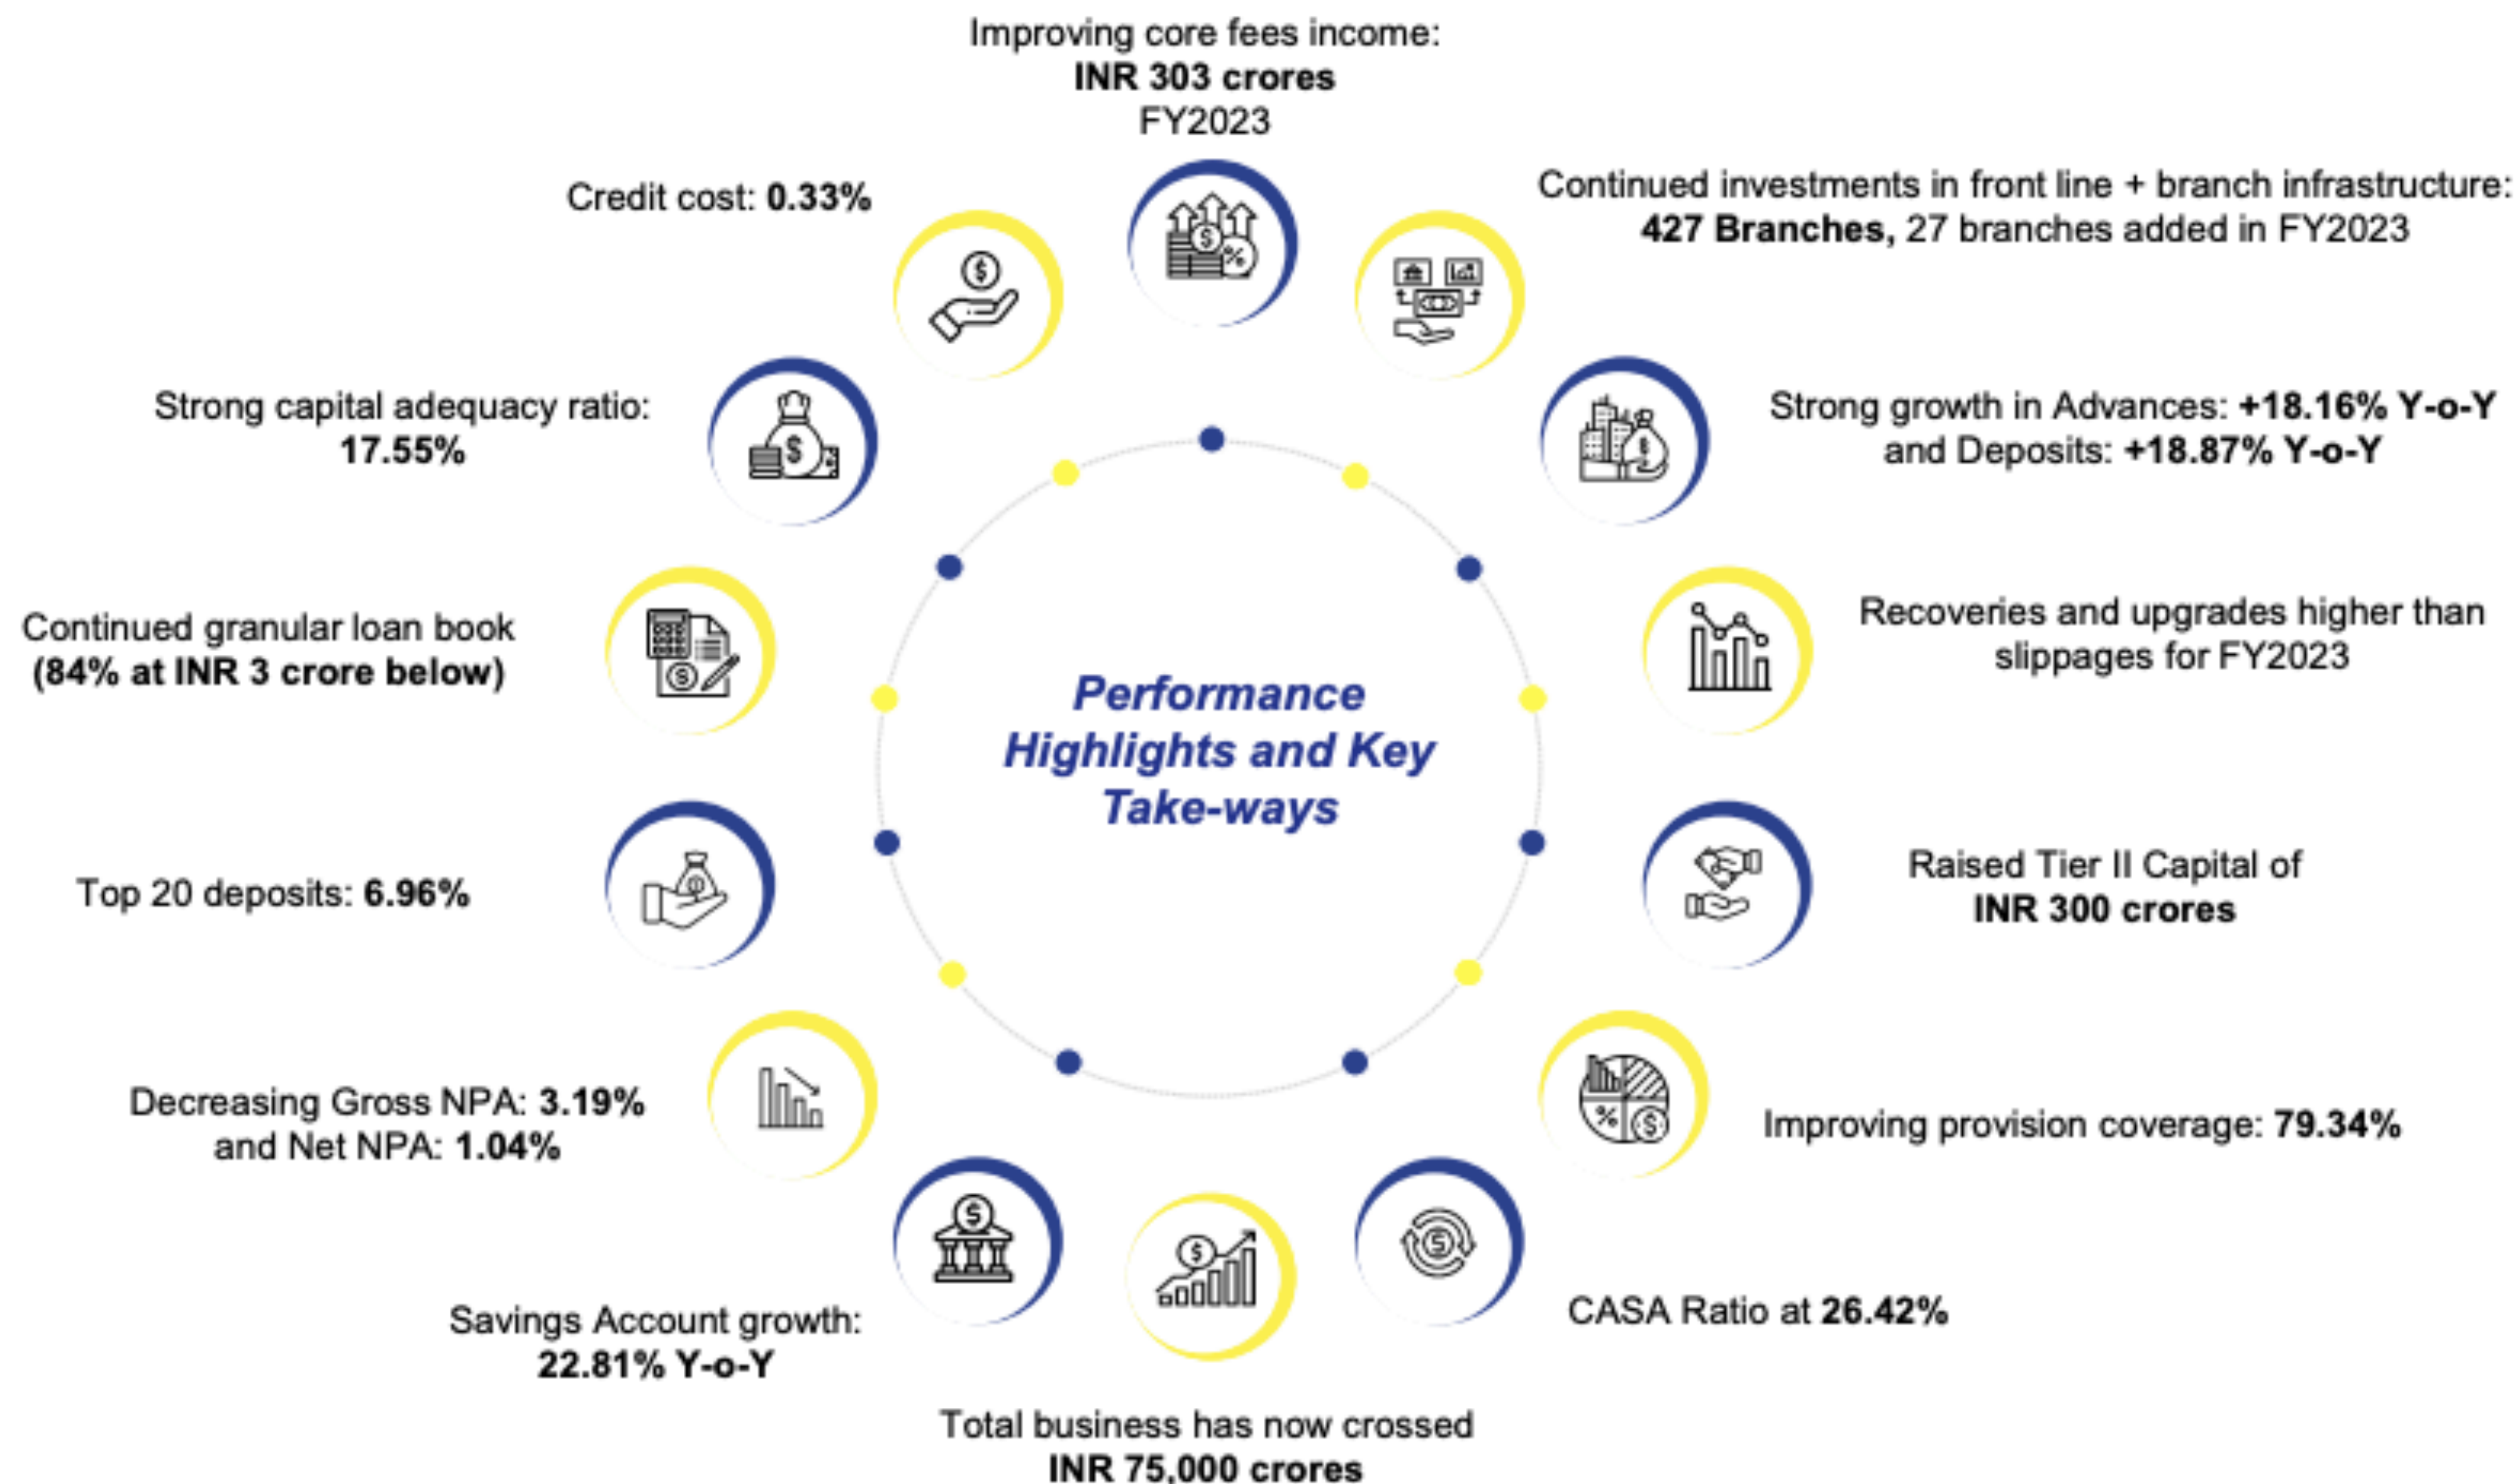 Improving core fees income:
INR 303 crores
FY2023
Continued investments in front line + branch infrastructure:
427 Branches, 27 branches added in FY2023
Strong growth in Advances: +18.16% Y-o-Y
and Deposits: +18.87% Y-o-Y
Recoveries and upgrades higher than
slippages for FY2023
Raised Tier II Capital of
INR 300 crores
Improving provision coverage: 79.34%
CASA Ratio at 26.42%
Total business has now crossed
INR 75,000 crores
Savings Account growth:
22.81% Y-o-Y
Decreasing Gross NPA: 3.19%
and Net NPA: 1.04%
Top 20 deposits: 6.96%
Continued granular loan book
(84% at INR 3 crore below)
Strong capital adequacy ratio:
17.55%
Credit cost: 0.33%
Performance
Highlights and Key
Take-ways